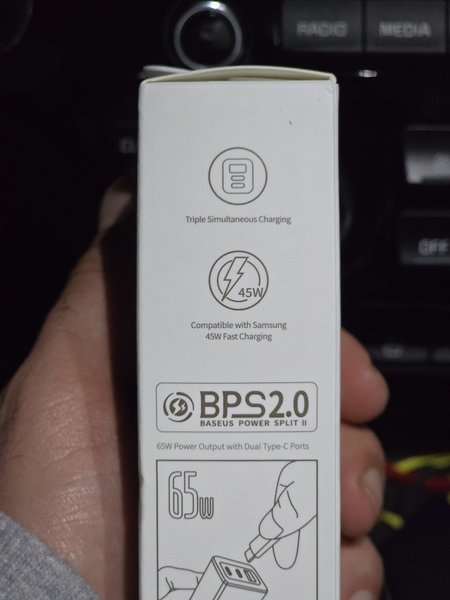 RADIO
MEDIA
Triple Simultaneous Charging
45W
Compatible with Samsung
45W Fast Charging
OFF
BPS2.0
BASEUS POWER SPLIT II
65W Power Output with Dual Type-C Ports
65W